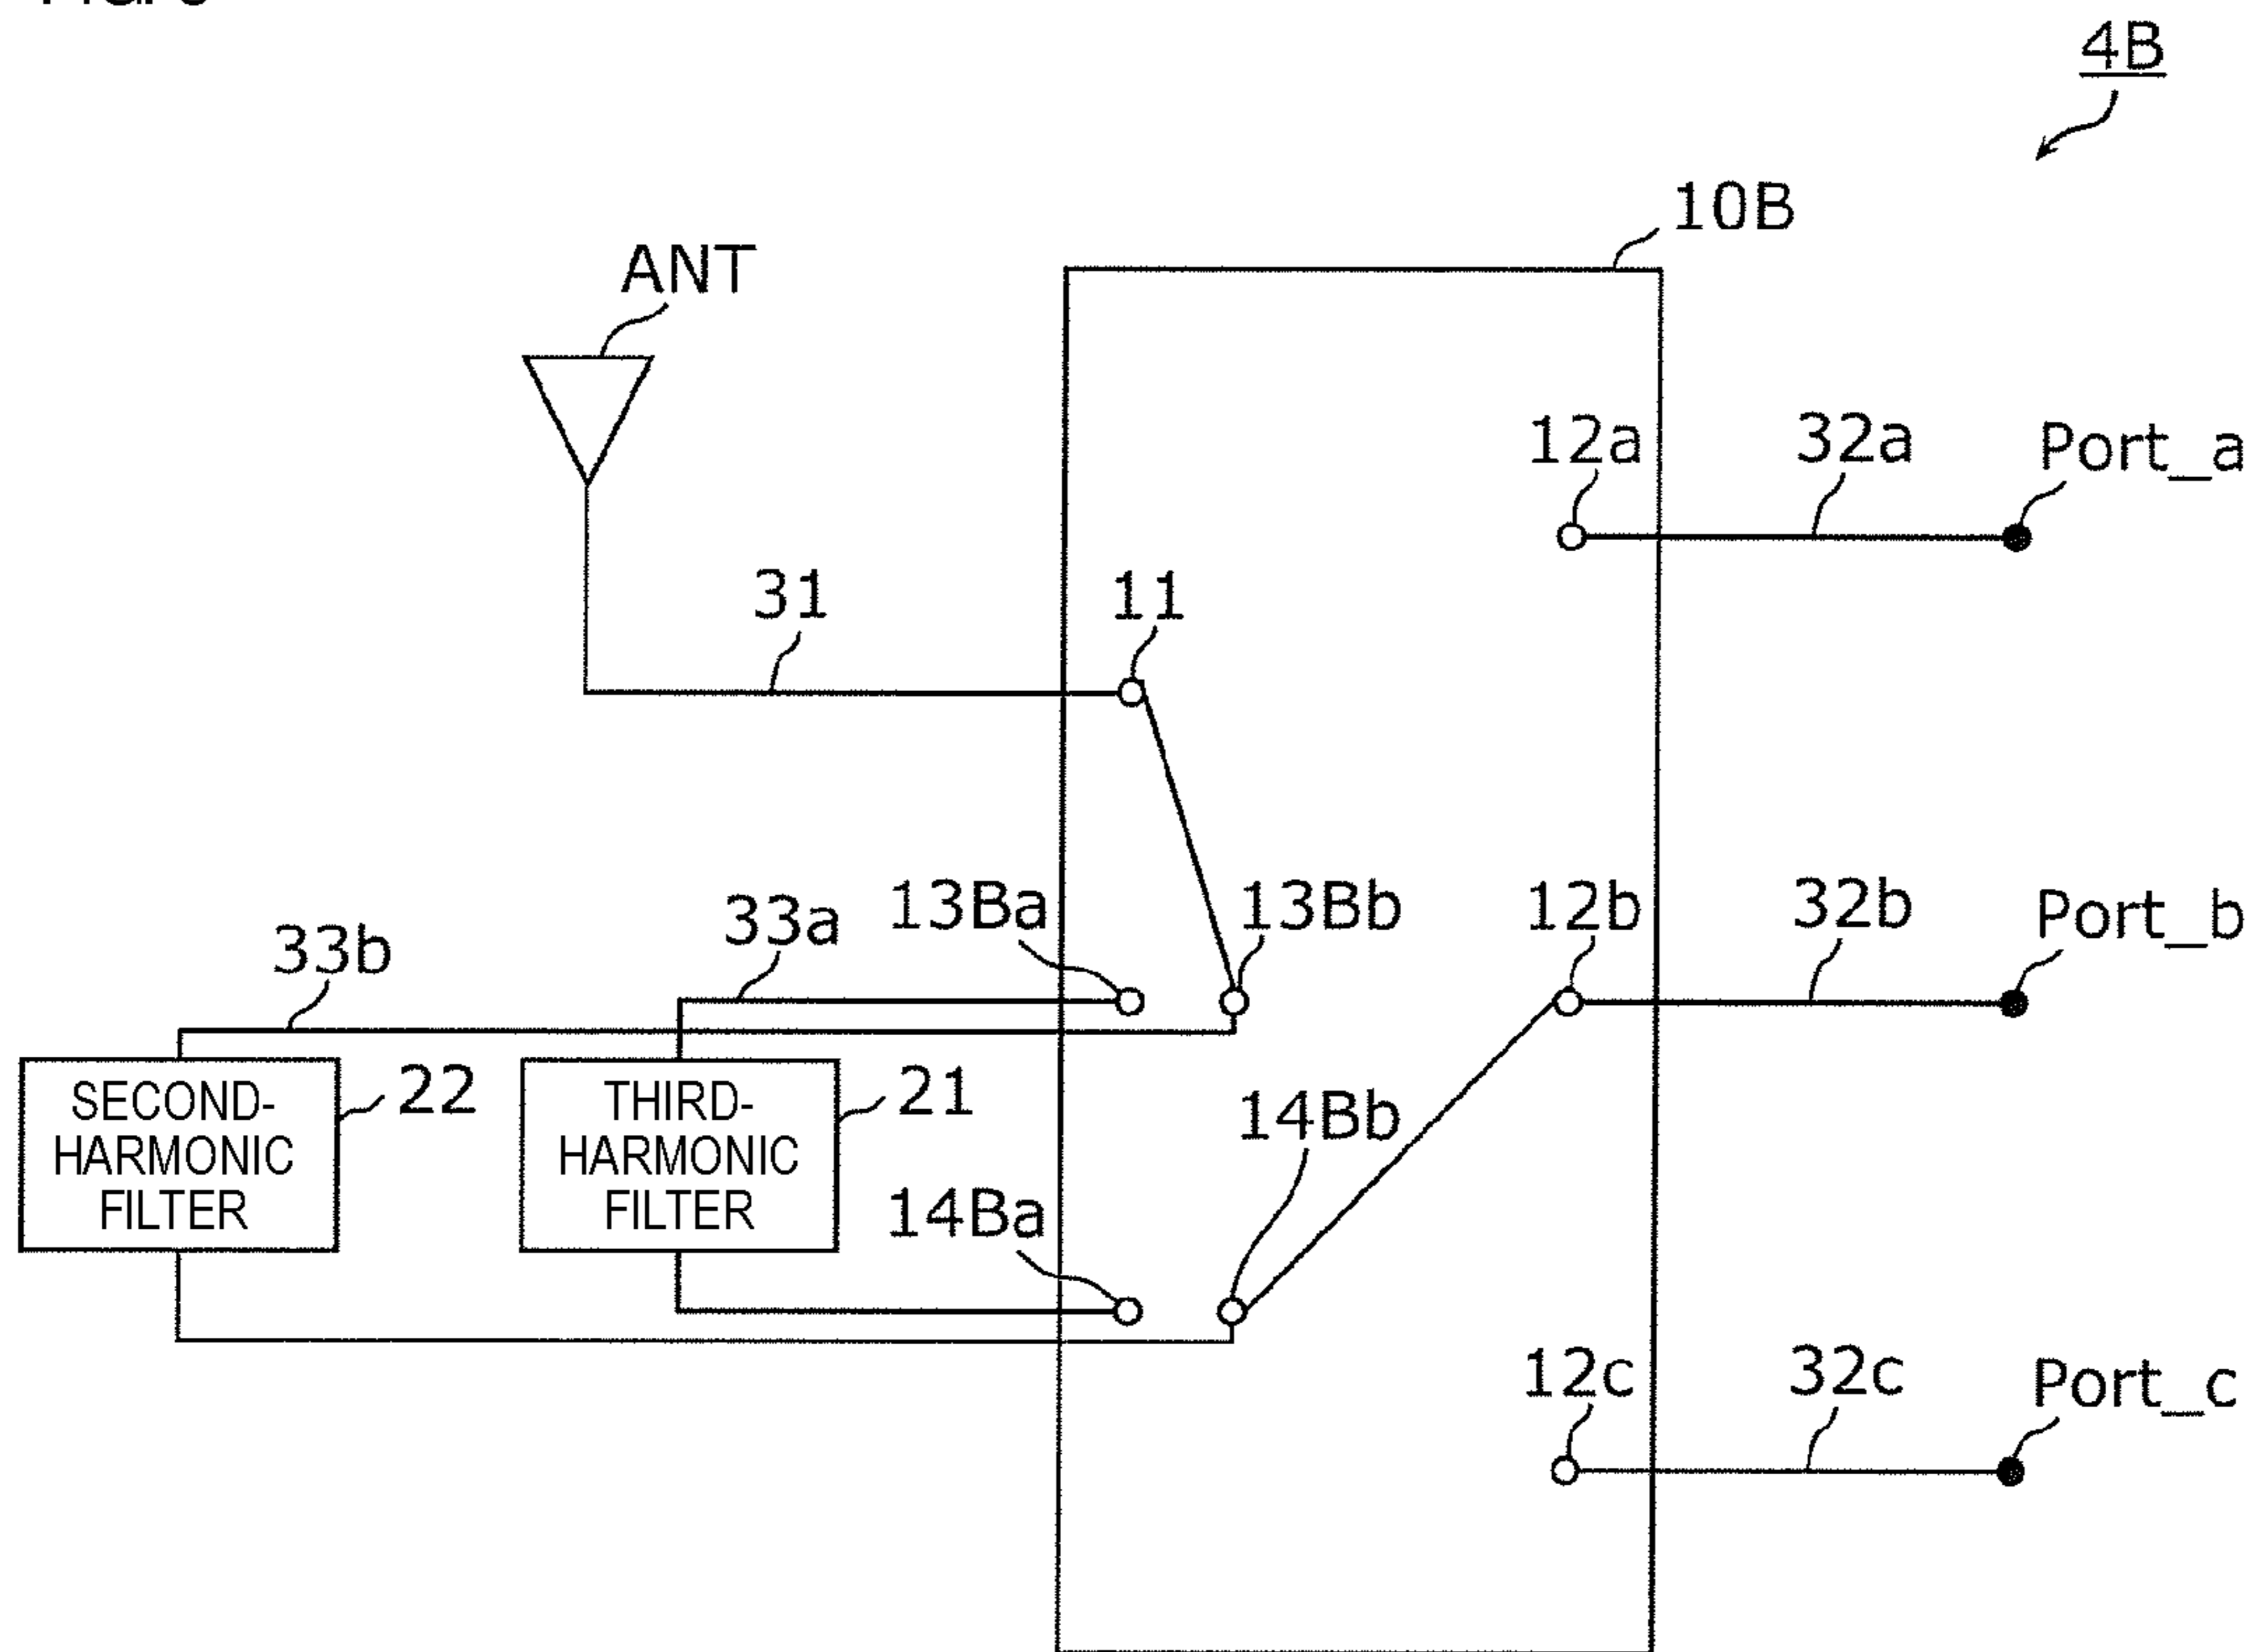 4B
10B
ANT
12a
32a
Port_a
31
11
13Ba
13Bb
12b
32b
Port_b
33b
33a
SECOND-
HARMONIC
FILTER
22
THIRD-
HARMONIC
FILTER
21
14Ba
14Bb
12c
32c
Port_c